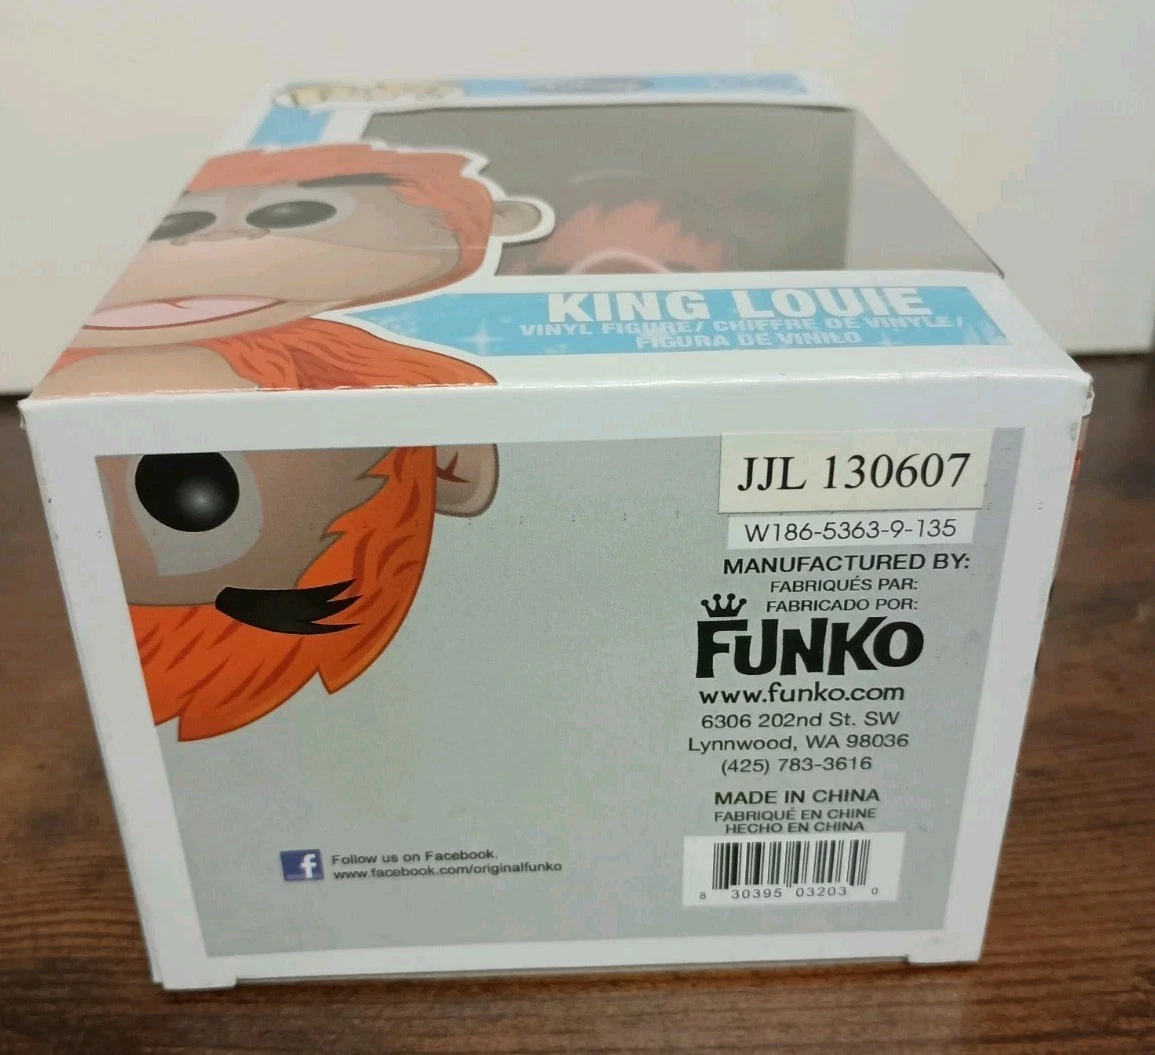 KING LOUIE
VINYL FIGURE / CHIFFRE DE VINYLE /
FIGURA DE VINILO
JJL 130607
W186-5363-9-135
MANUFACTURED BY:
FABRIQUÉS PAR:
FABRICADO POR:
FUNKO
www.funko.com
6306 202nd St. SW
Lynnwood, WA 98036
(425) 783-3616
MADE IN CHINA
FABRIQUÉ EN CHINE
HECHO EN CHINA
8 30395 03203 0
f Follow us on Facebook.
www.facebook.com/originalfunko